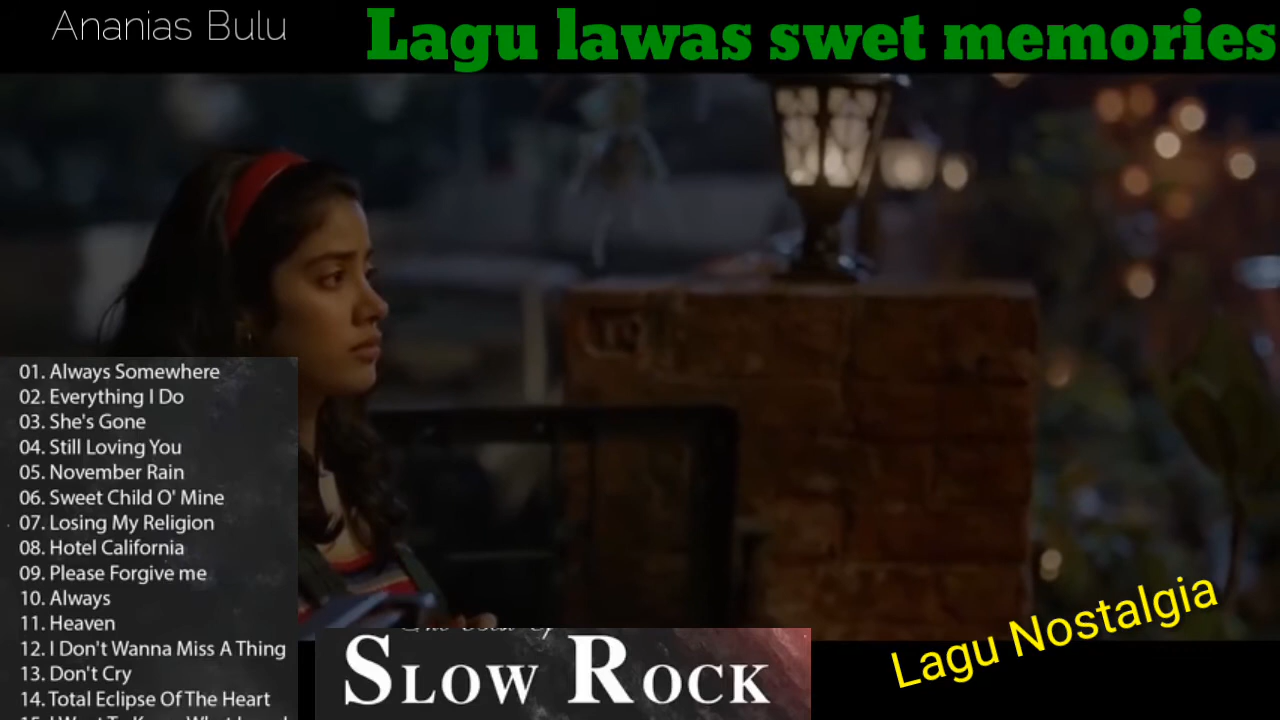 Ananias Bulu
Lagu lawas swet memories
01. Always Somewhere
02. Everything I Do
03. She's Gone
04. Still Loving You
05. November Rain
06. Sweet Child O' Mine
07. Losing My Religion
08. Hotel California
09. Please Forgive me
10. Always
11. Heaven
12. I Don't Wanna Miss A Thing
13. Don't Cry
14. Total Eclipse Of The Heart
SLOW ROCK
Lagu Nostalgia